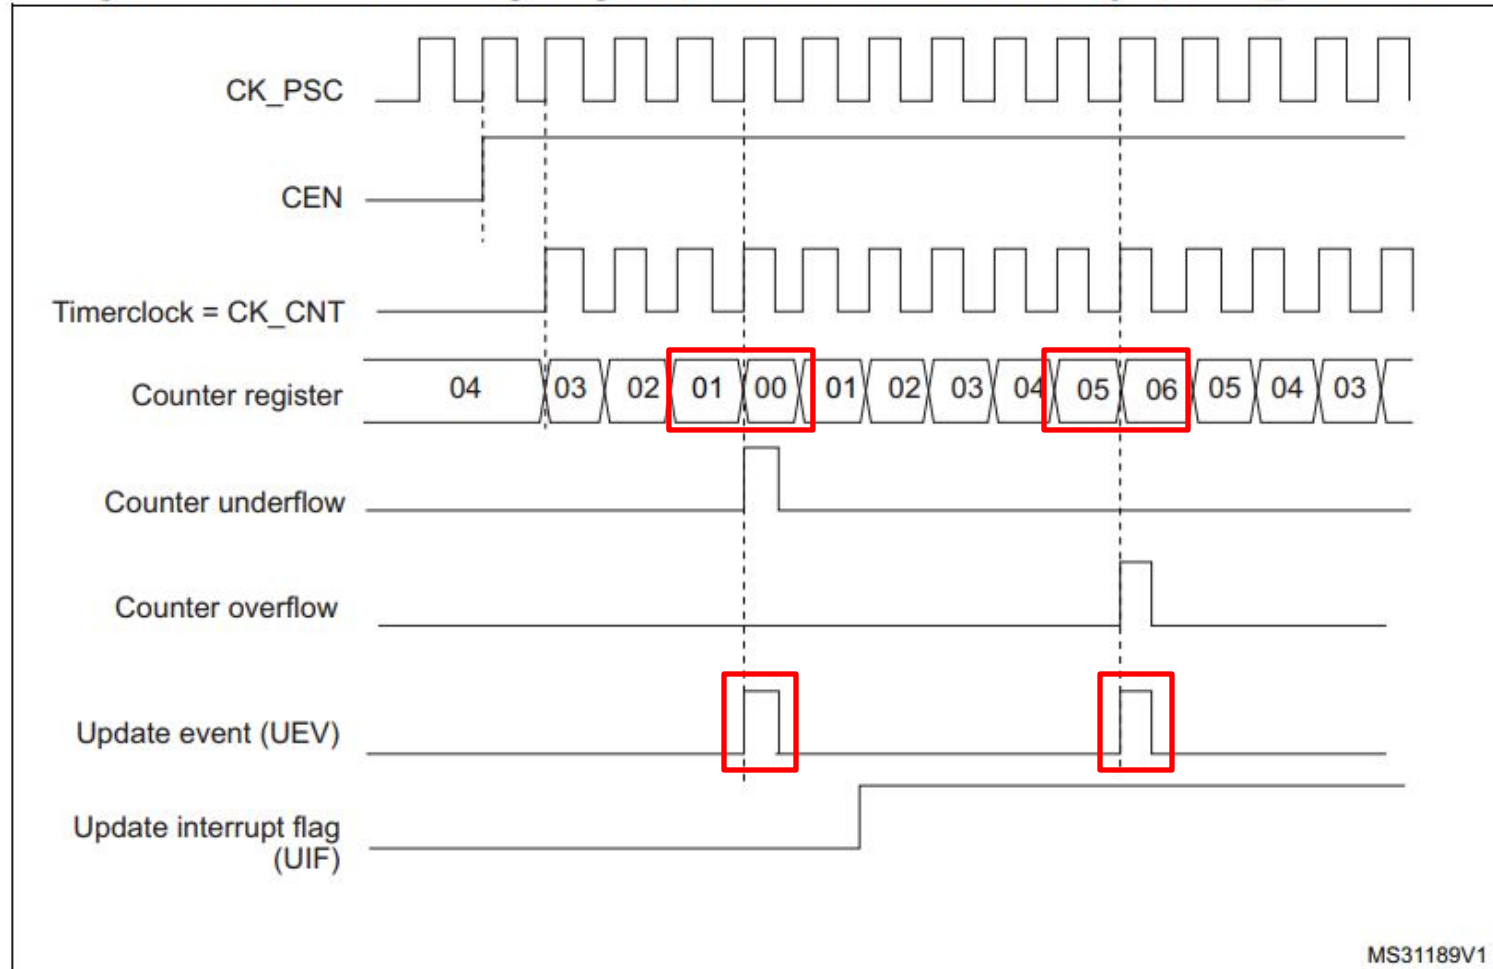 CK_PSC
CEN
Timerclock = CK_CNT
Counter register 04 03 02 01 00 01 02 03 04 05 06 05 04 03
Counter underflow
Counter overflow
Update event (UEV)
Update interrupt flag
(UIF)
MS31189V1